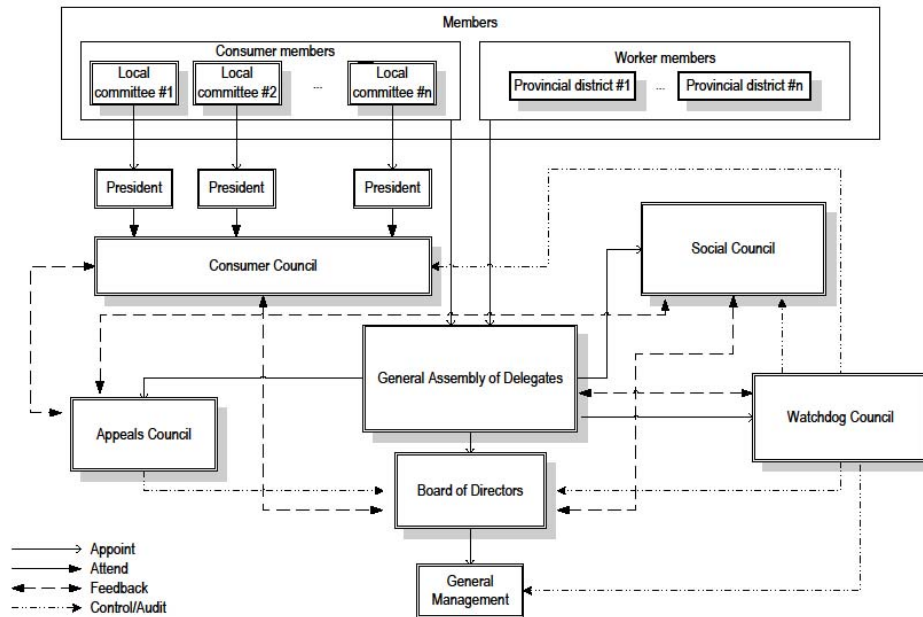 Members
Consumer members
Worker members
Local
committee #1
Local
committee #2
...
Local
committee #n
Provincial district #1
...
Provincial district #n
President
President
President
Consumer Council
Social Council
General Assembly of Delegates
Appeals Council
Watchdog Council
Board of Directors
General
Management
Appoint
Attend
Feedback
Control/Audit